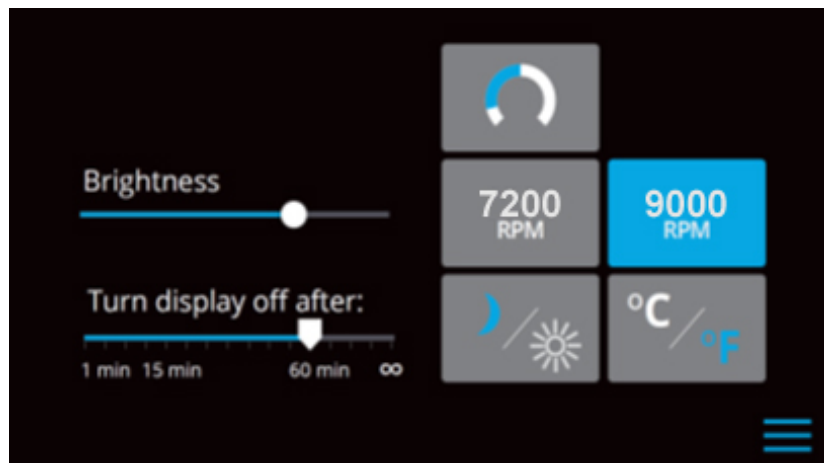 Brightness
Turn display off after:
1 min 15 min 60 min ∞
7200
RPM
9000
RPM
°C/°F